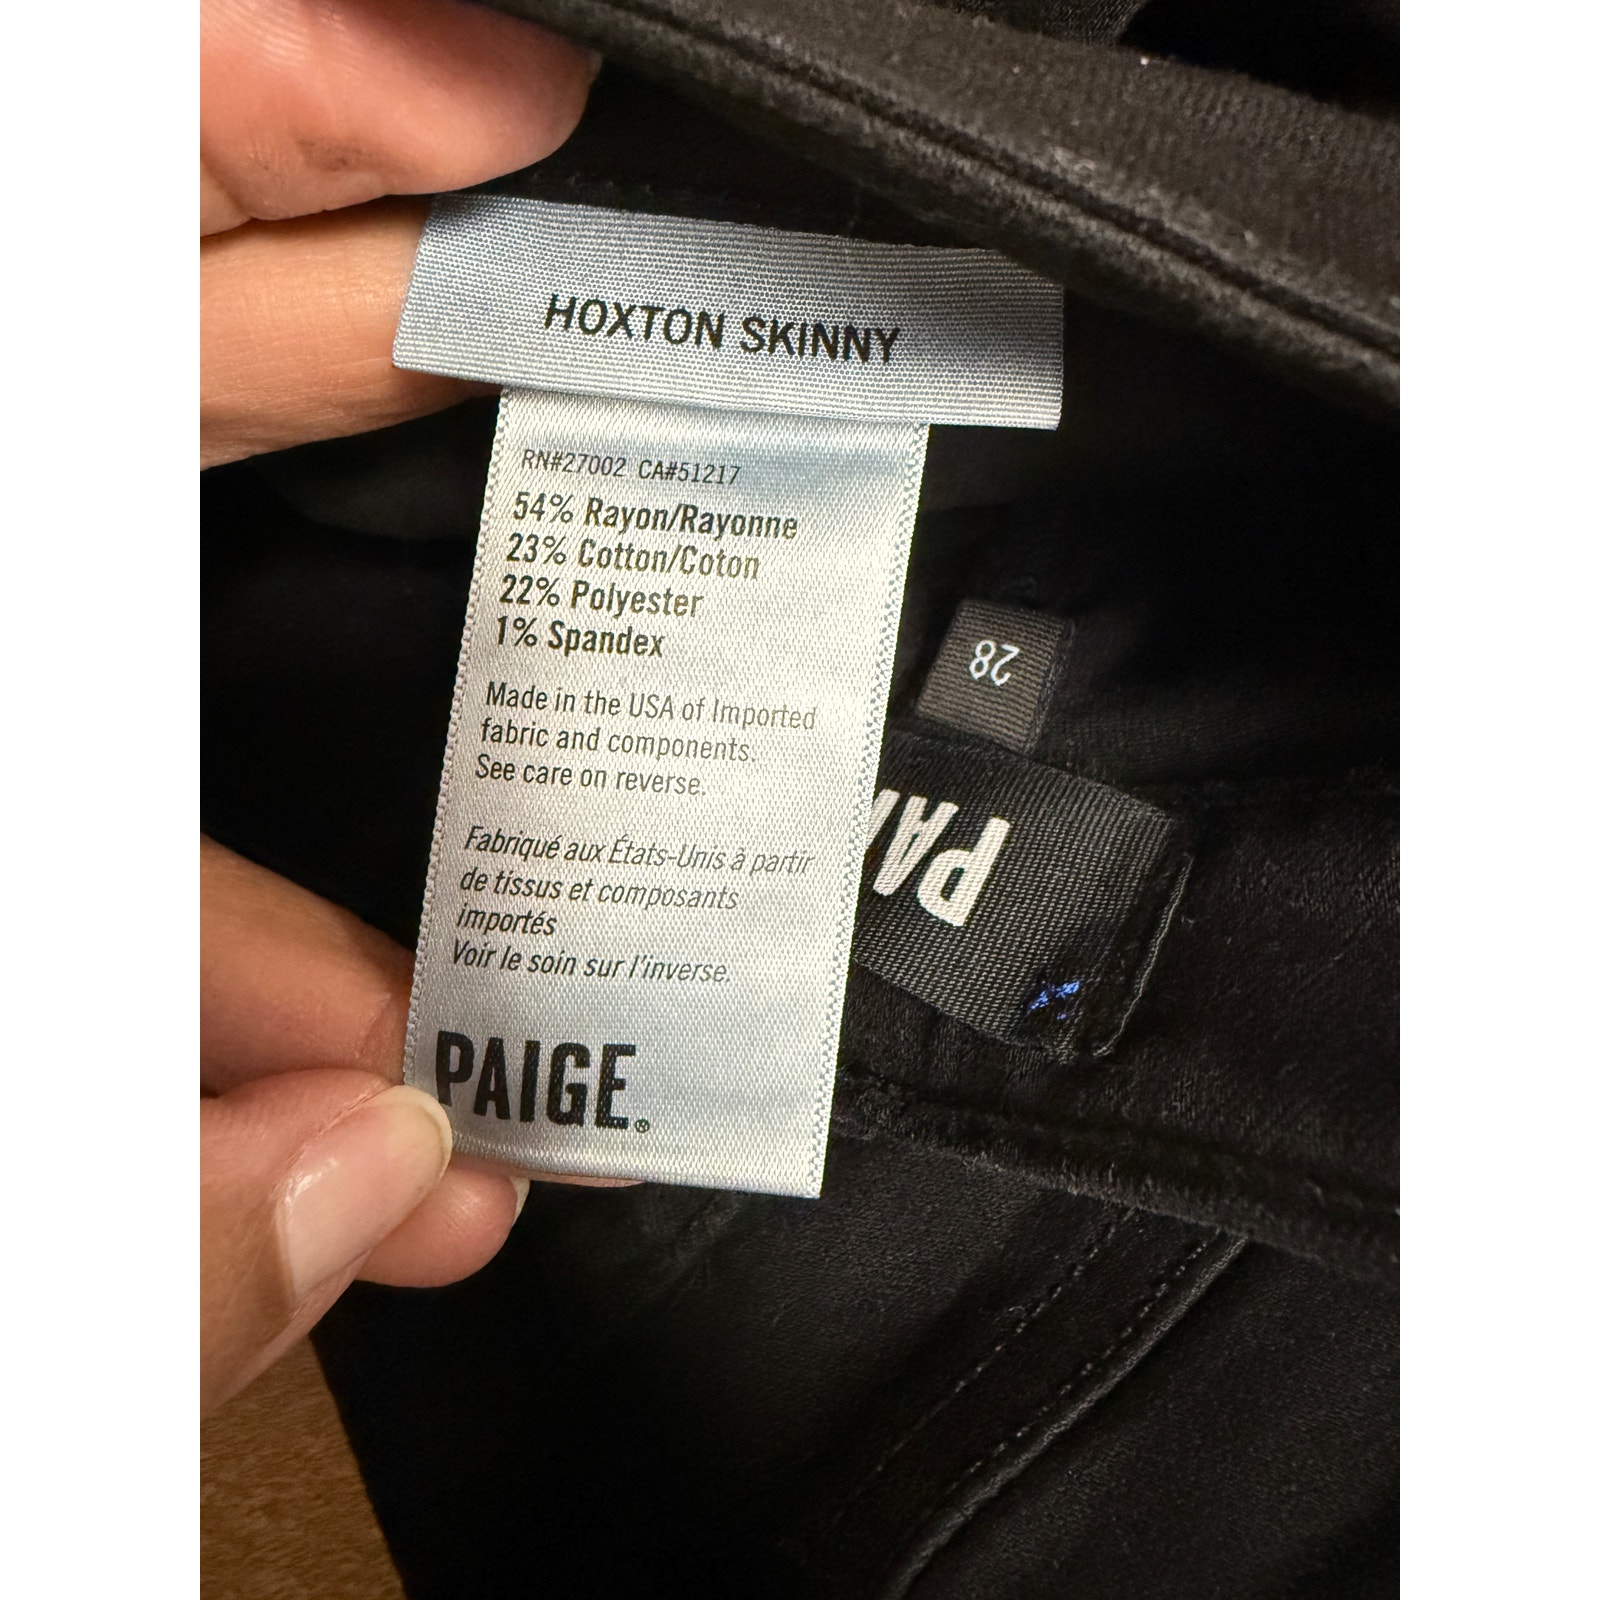 HOXTON SKINNY
RN#27002 CA#51217
54% Rayon/Rayonne
23% Cotton/Coton
22% Polyester
1% Spandex
Made in the USA of Imported
fabric and components.
See care on reverse.
Fabriqué aux États-Unis à partir
de tissus et composants
importés
Voir le soin sur l'inverse.
PAIGE®
28
PA